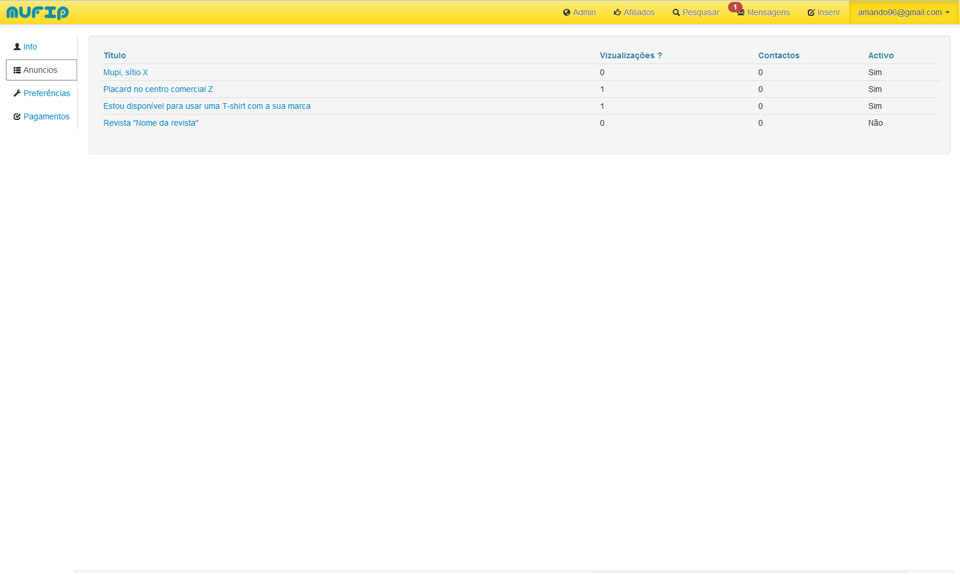 MUFIP
Admin Afiliados Pesquisar 1 Mensagens Inserir amando96@gmail.com
Info
Anuncios
Preferências
Pagamentos
Titulo Vizualizações ? Contactos Activo
Mupi, sítio X 0 0 Sim
Placard no centro comercial Z 1 0 Sim
Estou disponível para usar uma T-shirt com a sua marca 1 0 Sim
Revista "Nome da revista" 0 0 Não